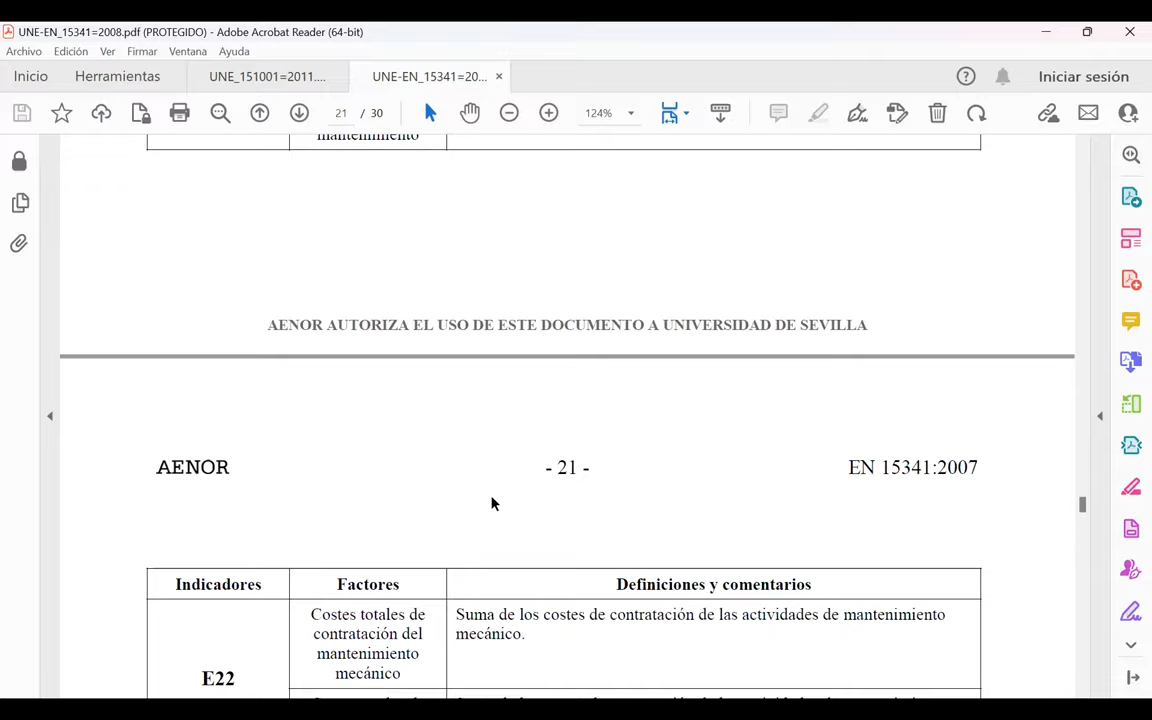 UNE-EN_15341=2008.pdf (PROTEGIDO) - Adobe Acrobat Reader (64-bit)
Archivo Edición Ver Firmar Ventana Ayuda
Inicio Herramientas UNE_151001=2011.... UNE-EN_15341=20... × Iniciar sesión
21 / 30 124%
mantenimiento
AENOR AUTORIZA EL USO DE ESTE DOCUMENTO A UNIVERSIDAD DE SEVILLA
AENOR - 21 - EN 15341:2007
Indicadores Factores Definiciones y comentarios
Costes totales de
contratación del
mantenimiento
mecánico
Suma de los costes de contratación de las actividades de mantenimiento
mecánico.
E22